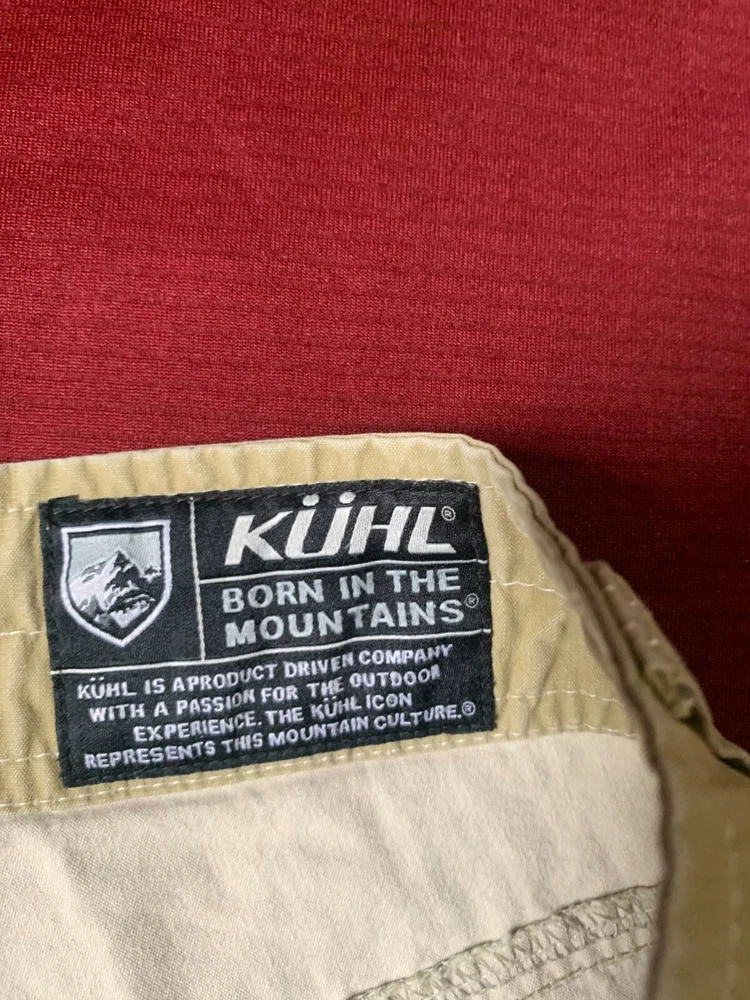 KÜHL®
BORN IN THE
MOUNTAINS®
KÜHL IS A PRODUCT DRIVEN COMPANY
WITH A PASSION FOR THE OUTDOOR
EXPERIENCE. THE KÜHL ICON
REPRESENTS THIS MOUNTAIN CULTURE.®